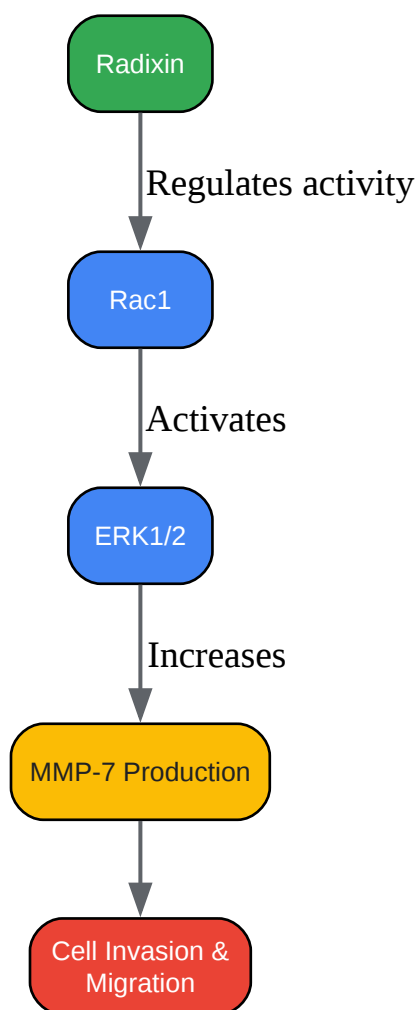 Radixin
Regulates activity
Rac1
Activates
ERK1/2
Increases
MMP-7 Production
Cell Invasion &
Migration